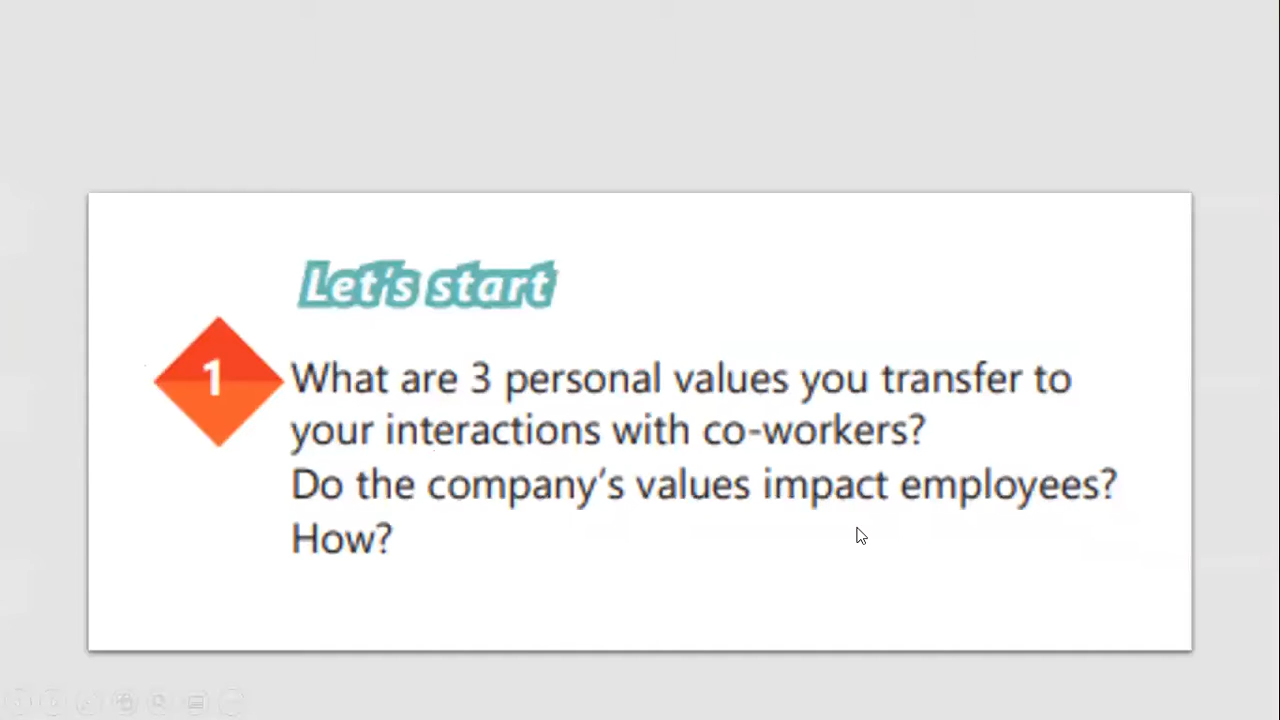 Let's start
1
What are 3 personal values you transfer to
your interactions with co-workers?
Do the company's values impact employees?
How?